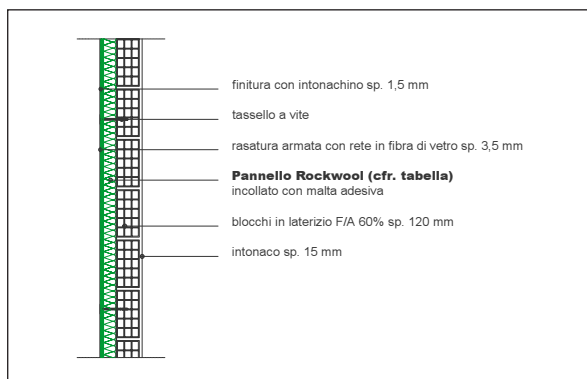 finitura con intonachino sp. 1,5 mm
tassello a vite
rasatura armata con rete in fibra di vetro sp. 3,5 mm
Pannello Rockwool (cfr. tabella)
incollato con malta adesiva
blocchi in laterizio F/A 60% sp. 120 mm
intonaco sp. 15 mm